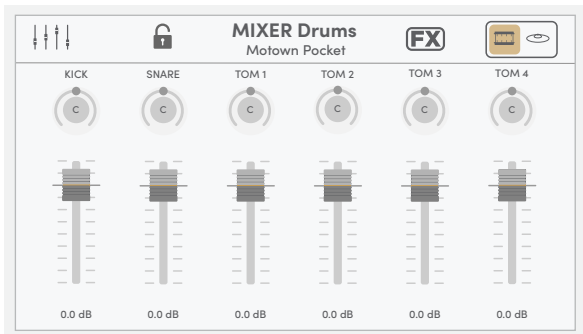 MIXER Drums
Motown Pocket
FX
KICK SNARE TOM 1 TOM 2 TOM 3 TOM 4
C C C C C C
0.0 dB 0.0 dB 0.0 dB 0.0 dB 0.0 dB 0.0 dB